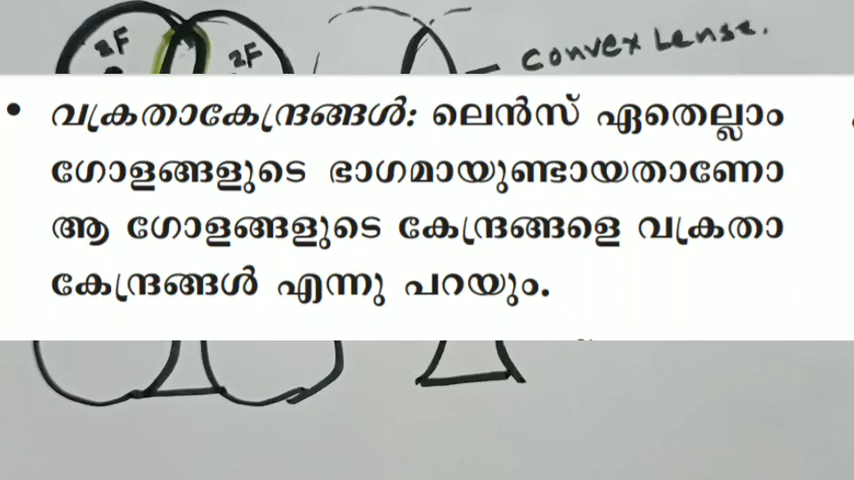 2F
2F
convex Lense.
• വക്രതാകേന്ദ്രങ്ങൾ: ലെൻസ് ഏതെല്ലാം
ഗോളങ്ങളുടെ ഭാഗമായുണ്ടായതാണോ
ആ ഗോളങ്ങളുടെ കേന്ദ്രങ്ങളെ വക്രതാ
കേന്ദ്രങ്ങൾ എന്നു പറയും.